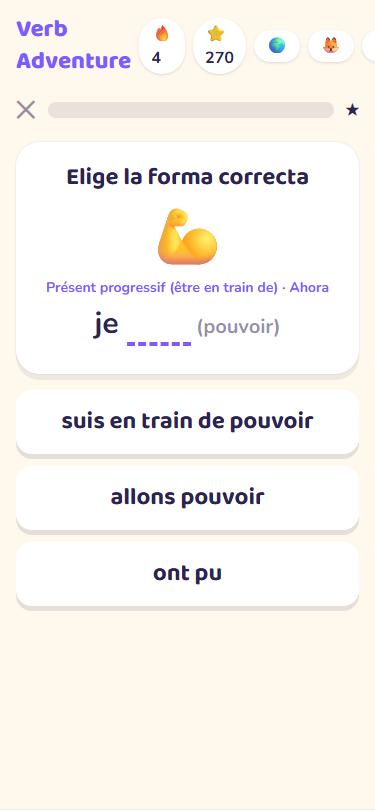 Verb
Adventure
4
270
★
Elige la forma correcta
Présent progressif (être en train de) · Ahora
je ______ (pouvoir)
suis en train de pouvoir
allons pouvoir
ont pu